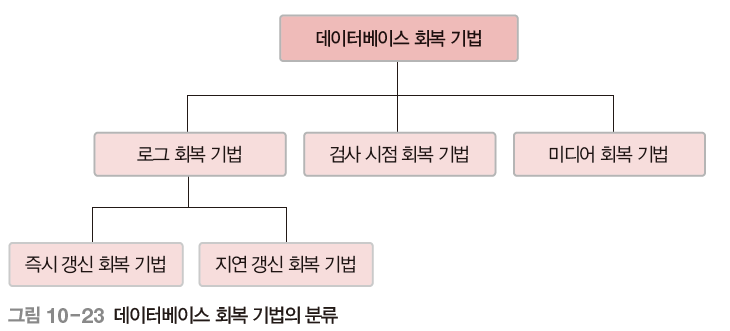 데이터베이스 회복 기법
로그 회복 기법
검사 시점 회복 기법
미디어 회복 기법
즉시 갱신 회복 기법
지연 갱신 회복 기법
그림 10-23 데이터베이스 회복 기법의 분류